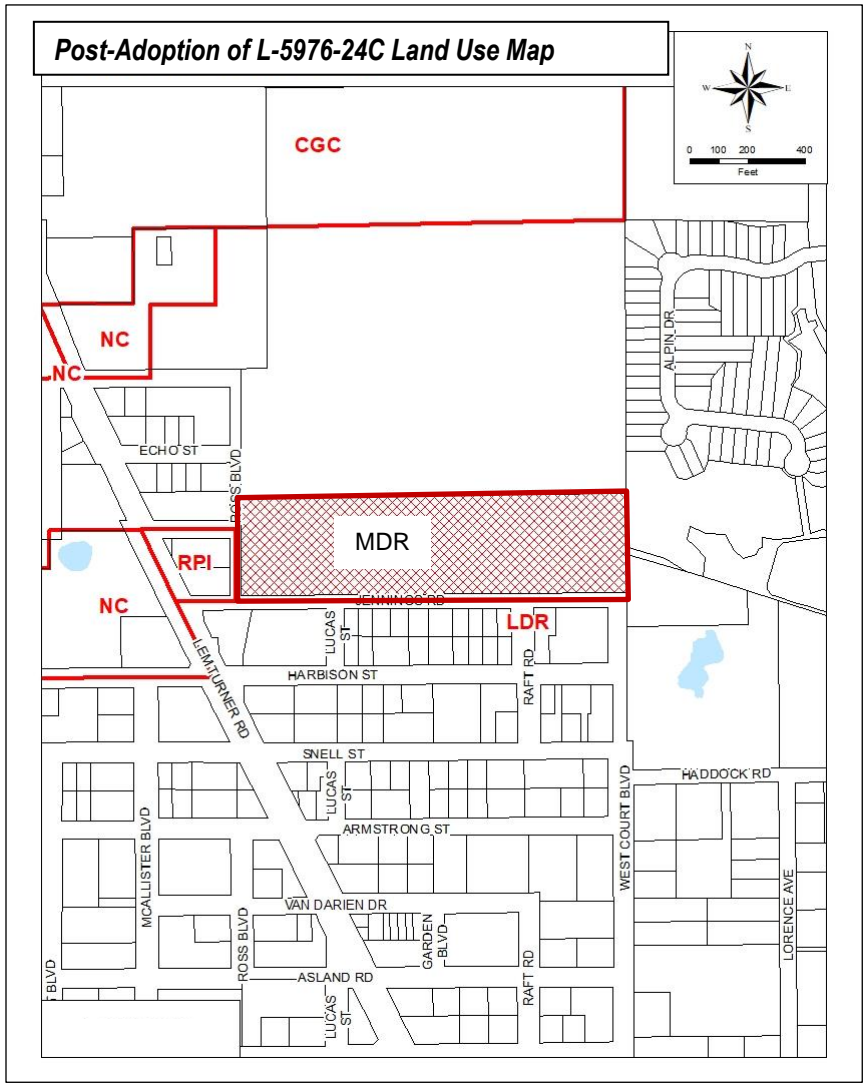 Post-Adoption of L-5976-24C Land Use Map
N
W
E
S
0 100 200 400
Feet
CGC
NC
NC
ALPIN DR
ECHO ST
ROSS BLVD
MDR
RPI
NC
JENNINGS RD
LDR
LUCAS ST
LEM TURNER RD
HARBISON ST
RAFT RD
SNELL ST
LUCAS ST
HADDOCK RD
ARMSTRONG ST
MCALLISTER BLVD
WEST COURT BLVD
VAN DARIEN DR
ROSS BLVD
GARDEN BLVD
LORENCE AVE
BLVD
ASLAND RD
RAFT RD
LUCAS ST